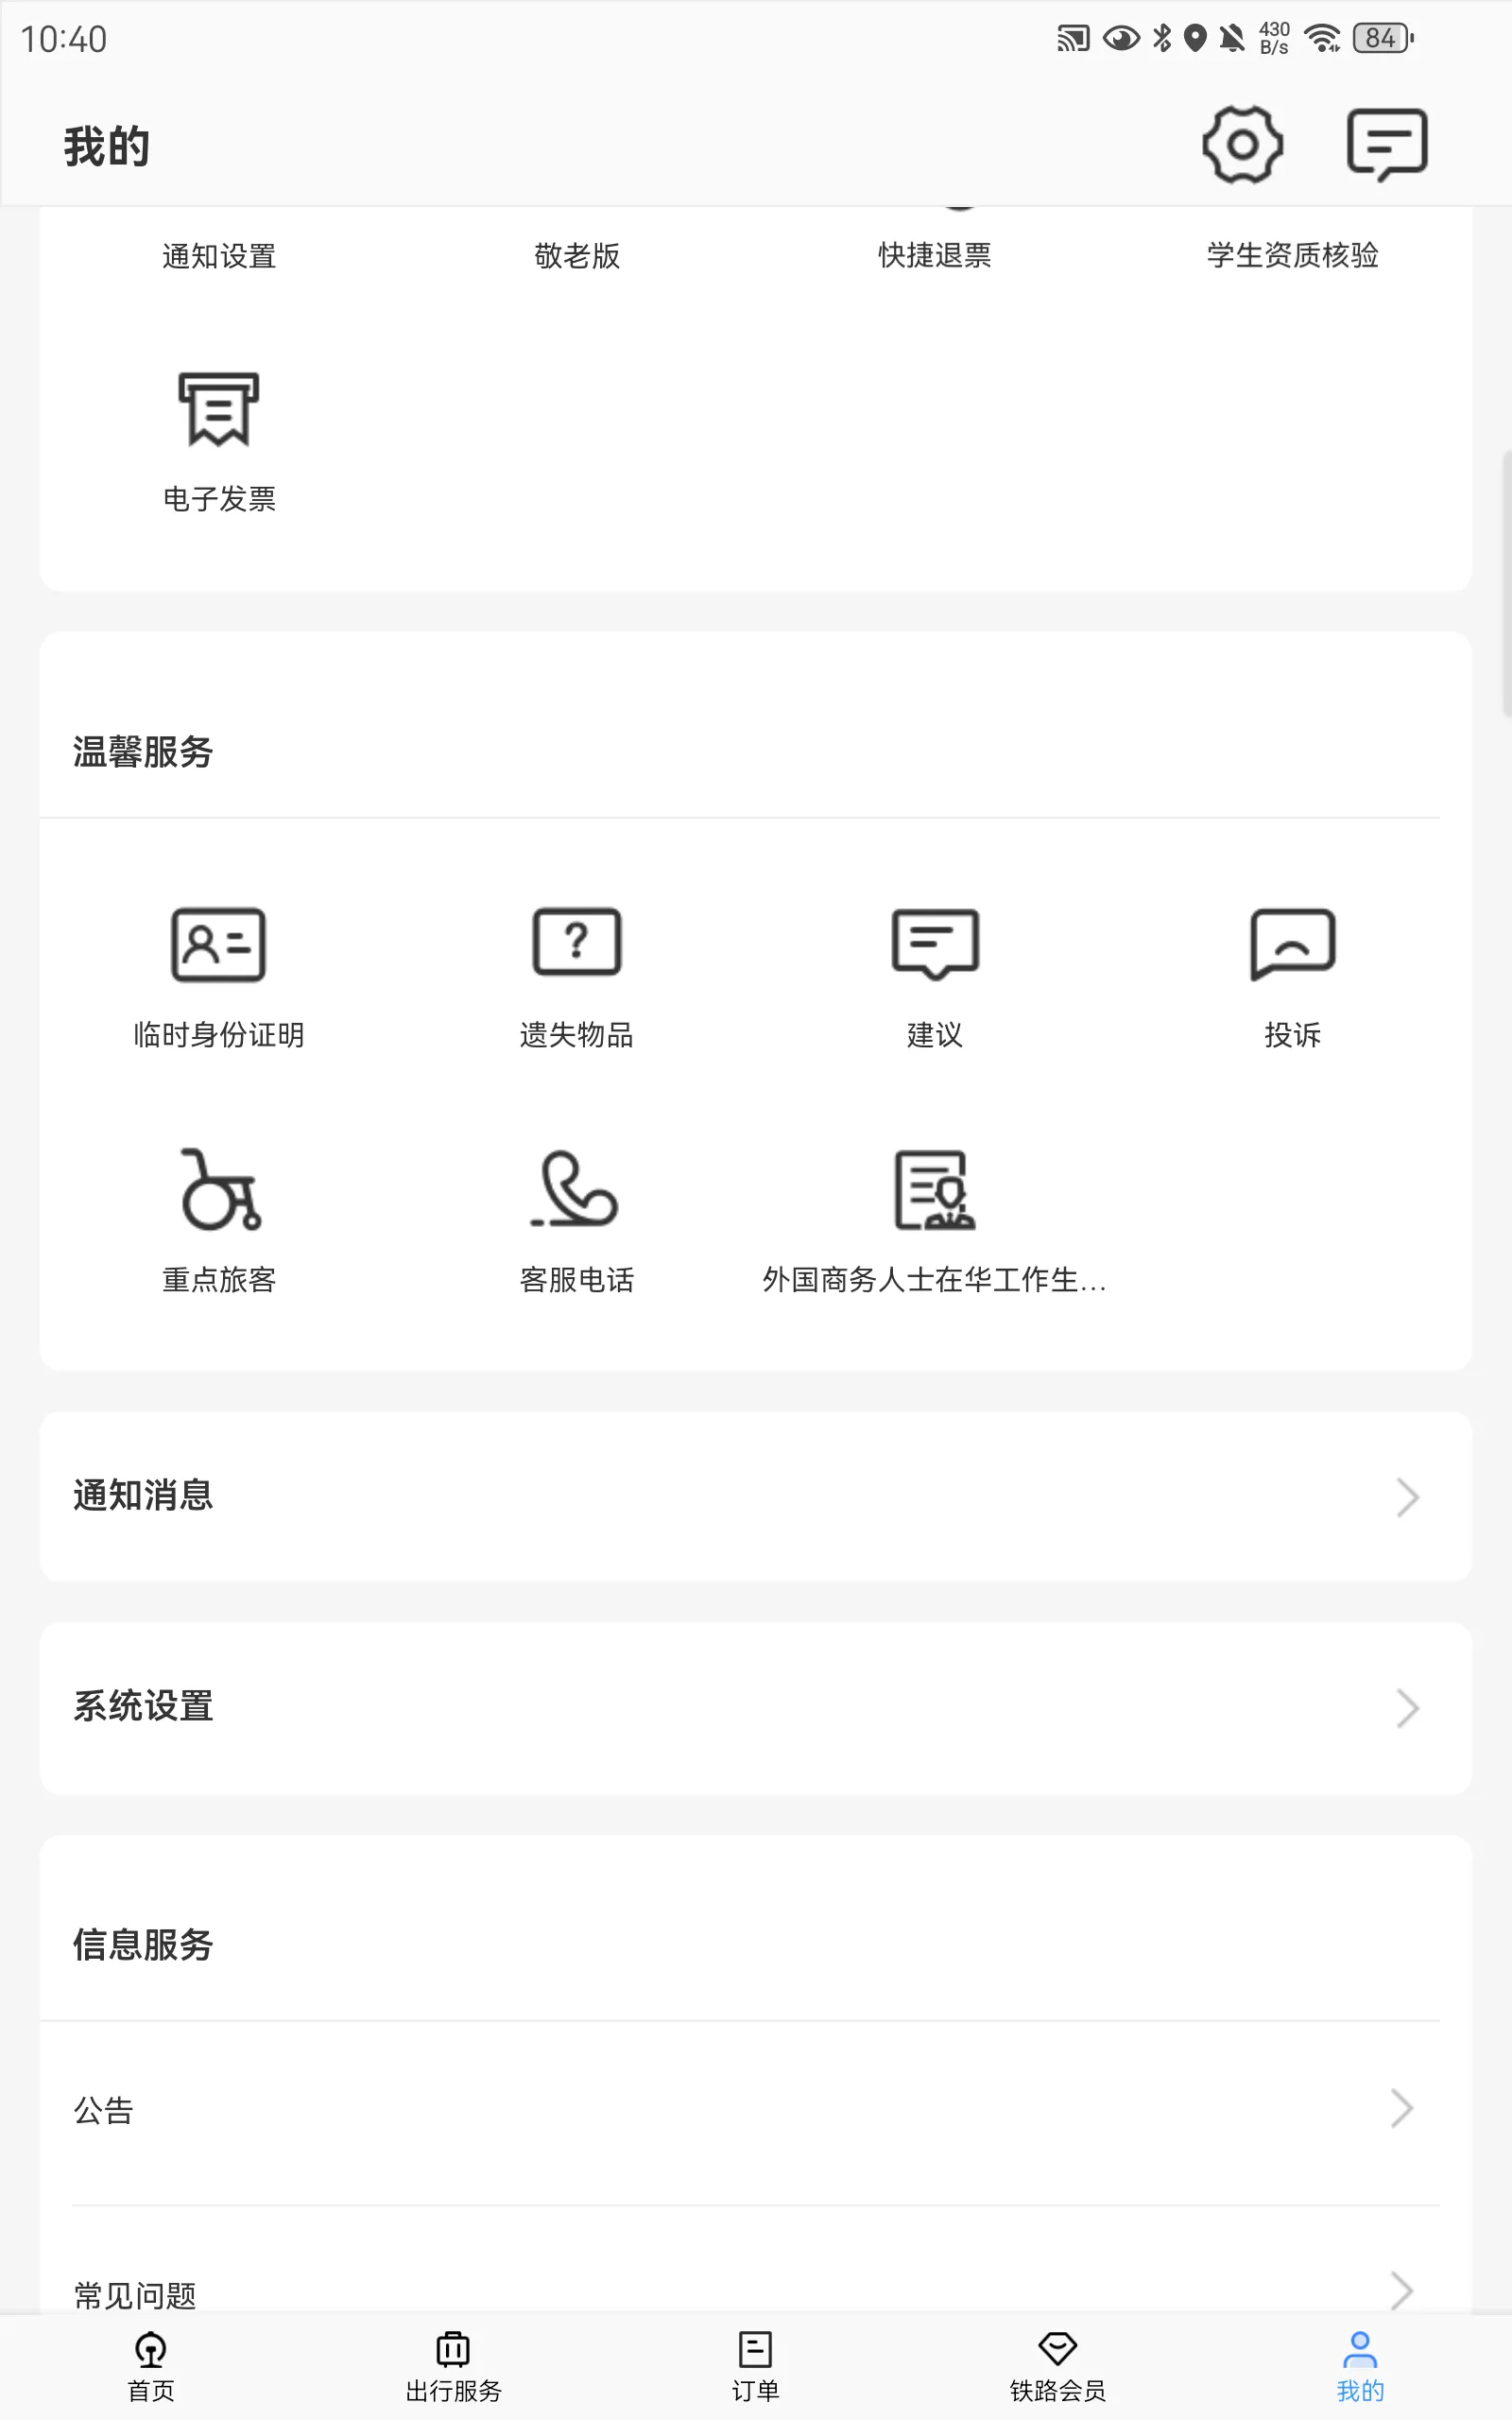 10:40
430
B/s
84
我的
通知设置
敬老版
快捷退票
学生资质核验
电子发票
温馨服务
临时身份证明
?
遗失物品
建议
投诉
重点旅客
客服电话
外国商务人士在华工作生...
通知消息
系统设置
信息服务
公告
常见问题
首页
出行服务
订单
铁路会员
我的